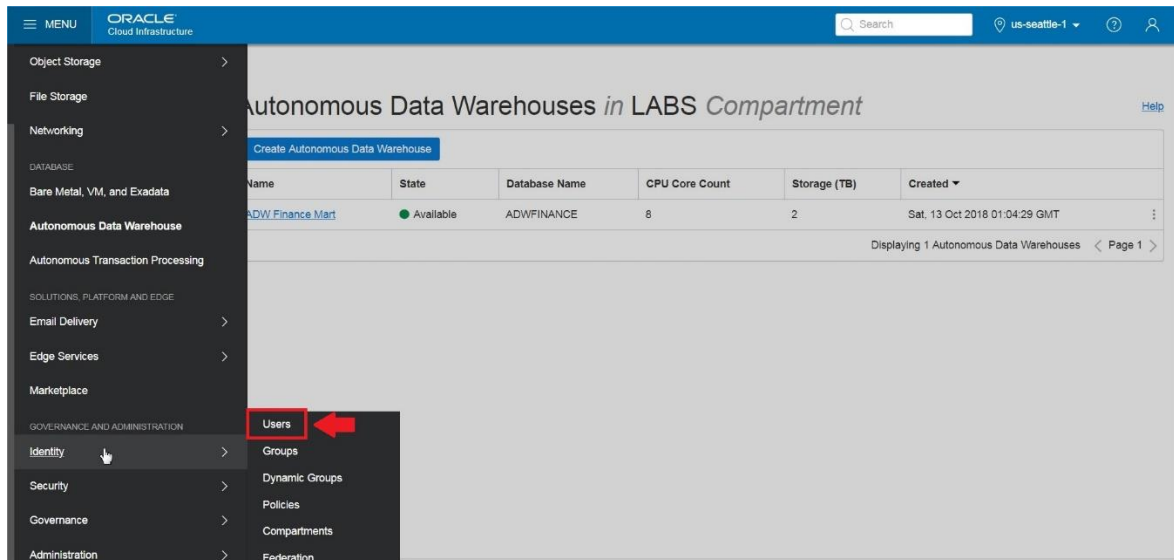 MENU
ORACLE
Cloud Infrastructure
Search
us-seattle-1
Object Storage
File Storage
Networking
DATABASE
Bare Metal, VM, and Exadata
Autonomous Data Warehouse
Autonomous Transaction Processing
SOLUTIONS, PLATFORM AND EDGE
Email Delivery
Edge Services
Marketplace
GOVERNANCE AND ADMINISTRATION
Identity
Security
Governance
Administration
Users
Groups
Dynamic Groups
Policies
Compartments
Federation
Autonomous Data Warehouses in LABS Compartment
Help
Create Autonomous Data Warehouse
Name State Database Name CPU Core Count Storage (TB) Created
ADW Finance Mart Available ADWFINANCE 8 2 Sat, 13 Oct 2018 01:04:29 GMT
Displaying 1 Autonomous Data Warehouses < Page 1 >